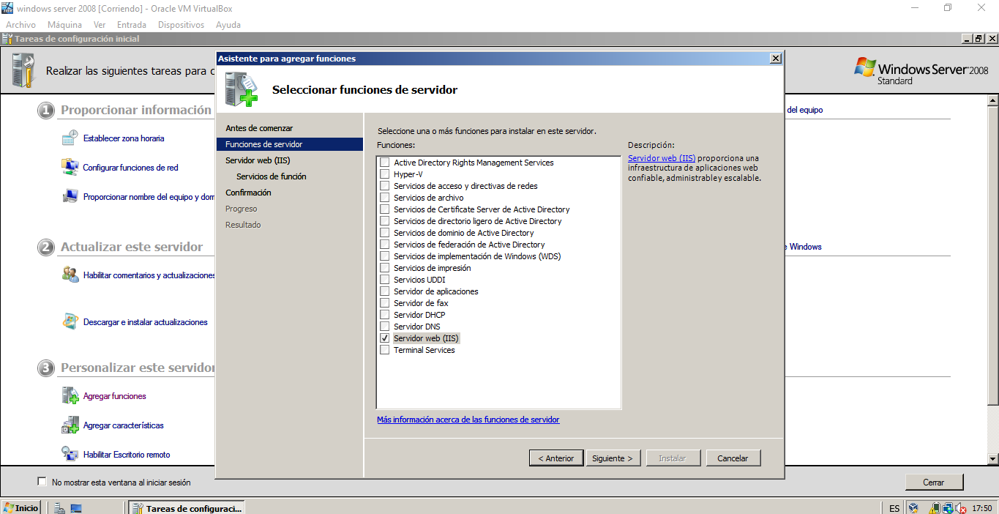 windows server 2008 [Corriendo] - Oracle VM VirtualBox
Archivo Máquina Ver Entrada Dispositivos Ayuda
Tareas de configuración inicial
Realizar las siguientes tareas para c
Windows Server 2008
Standard
1 Proporcionar información
del equipo
Establecer zona horaria
Configurar funciones de red
Proporcionar nombre del equipo y dom
2 Actualizar este servidor
e Windows
Habilitar comentarios y actualizaciones
Descargar e instalar actualizaciones
3 Personalizar este servidor
Agregar funciones
Agregar características
Habilitar Escritorio remoto
Asistente para agregar funciones
Seleccionar funciones de servidor
Antes de comenzar
Funciones de servidor
Servidor web (IIS)
Servicios de función
Confirmación
Progreso
Resultado
Seleccione una o más funciones para instalar en este servidor.
Funciones:
Active Directory Rights Management Services
Hyper-V
Servicios de acceso y directivas de redes
Servicios de archivo
Servicios de Certificate Server de Active Directory
Servicios de directorio ligero de Active Directory
Servicios de dominio de Active Directory
Servicios de federación de Active Directory
Servicios de implementación de Windows (WDS)
Servicios de impresión
Servicios UDDI
Servidor de aplicaciones
Servidor de fax
Servidor DHCP
Servidor DNS
Servidor web (IIS)
Terminal Services
Descripción:
Servidor web (IIS) proporciona una
infraestructura de aplicaciones web
confiable, administrable y escalable.
Más información acerca de las funciones de servidor
< Anterior Siguiente > Instalar Cancelar
No mostrar esta ventana al iniciar sesión
Cerrar
Inicio Tareas de configuraci... ES 17:50